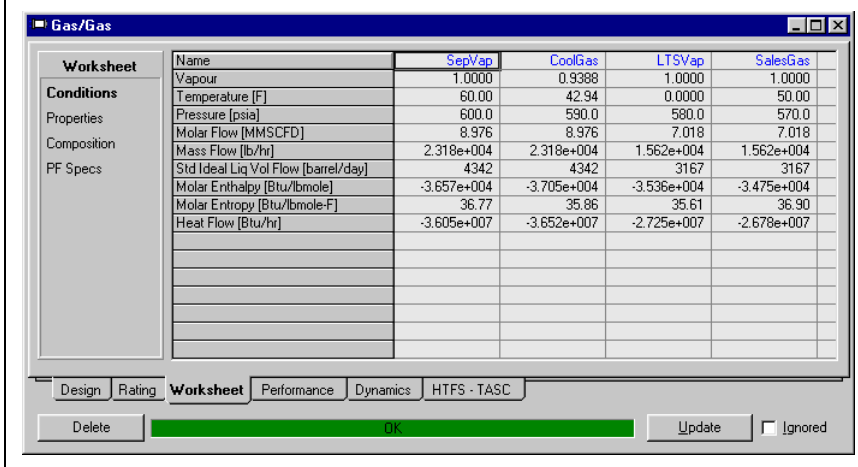 Gas/Gas
Worksheet
Conditions
Properties
Composition
PF Specs
Name SepVap CoolGas LTSVap SalesGas
Vapour 1.0000 0.9388 1.0000 1.0000
Temperature [F] 60.00 42.94 0.0000 50.00
Pressure [psia] 600.0 590.0 580.0 570.0
Molar Flow [MMSCFD] 8.976 8.976 7.018 7.018
Mass Flow [lb/hr] 2.318e+004 2.318e+004 1.562e+004 1.562e+004
Std Ideal Liq Vol Flow [barrel/day] 4342 4342 3167 3167
Molar Enthalpy [Btu/lbmole] -3.657e+004 -3.705e+004 -3.536e+004 -3.475e+004
Molar Entropy [Btu/lbmole-F] 36.77 35.86 35.61 36.90
Heat Flow [Btu/hr] -3.605e+007 -3.652e+007 -2.725e+007 -2.678e+007
Design Rating Worksheet Performance Dynamics HTFS - TASC
Delete OK Update Ignored